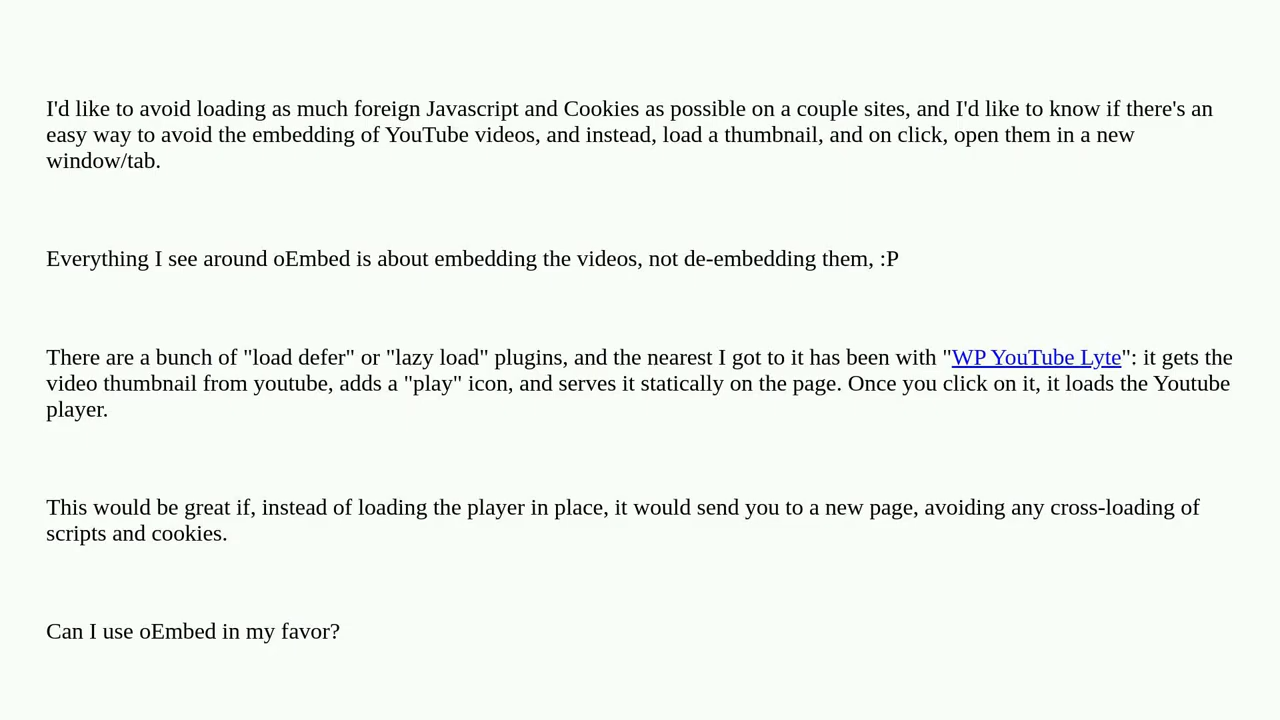 I'd like to avoid loading as much foreign Javascript and Cookies as possible on a couple sites, and I'd like to know if there's an
easy way to avoid the embedding of YouTube videos, and instead, load a thumbnail, and on click, open them in a new
window/tab.
Everything I see around oEmbed is about embedding the videos, not de-embedding them, :P
There are a bunch of "load defer" or "lazy load" plugins, and the nearest I got to it has been with "WP YouTube Lyte": it gets the
video thumbnail from youtube, adds a "play" icon, and serves it statically on the page. Once you click on it, it loads the Youtube
player.
This would be great if, instead of loading the player in place, it would send you to a new page, avoiding any cross-loading of
scripts and cookies.
Can I use oEmbed in my favor?